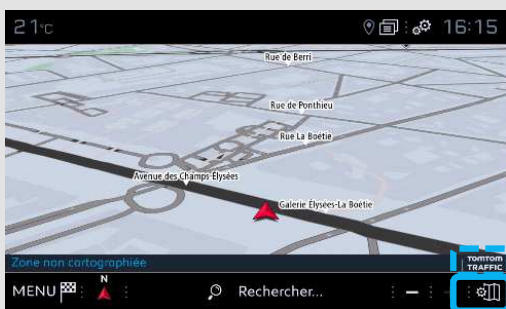 21°C 16:15
Rue de Berri
Rue de Ponthieu
Rue La Boétie
Avenue des Champs-Élysées
Galerie Élysées-La Boétie
Zone non cartographiée
TOMTOM
TRAFFIC
N
MENU Rechercher...